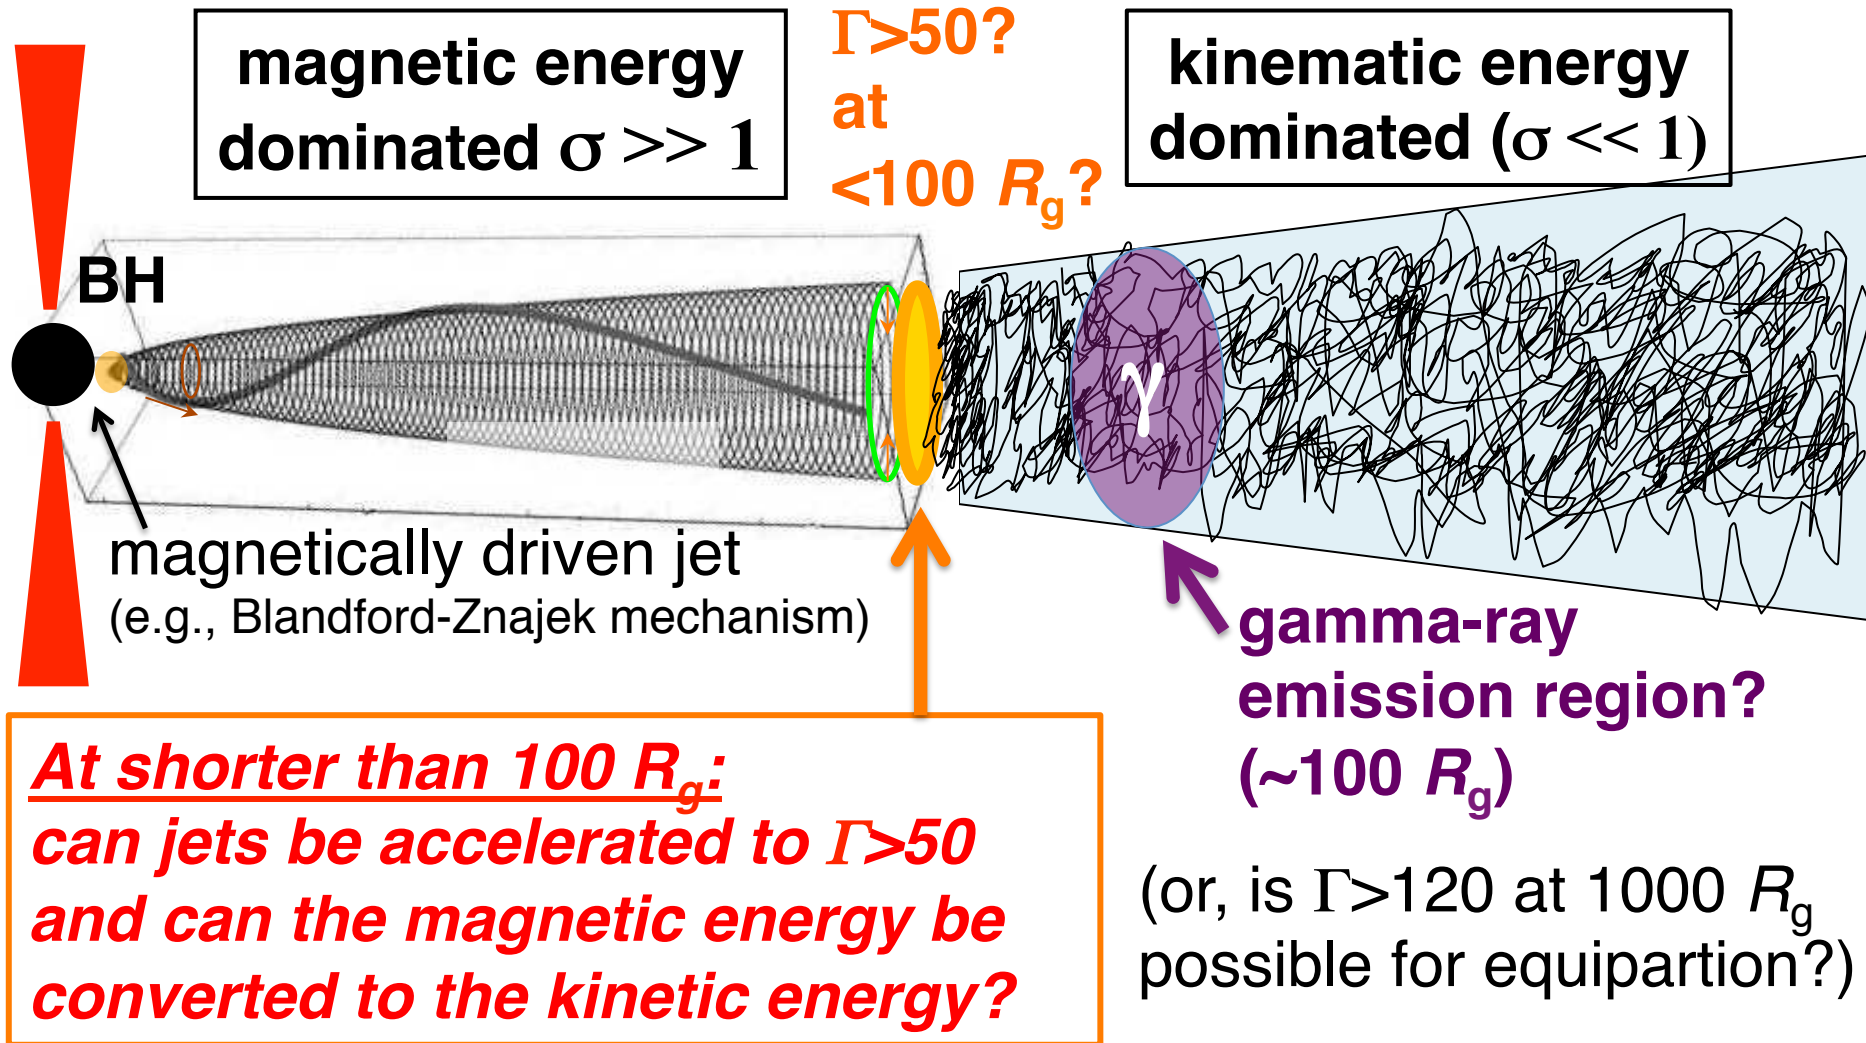 magnetic energy
dominated σ >> 1
Γ>50?
at
<100 Rg?
kinematic energy
dominated (σ << 1)
BH
γ
magnetically driven jet
(e.g., Blandford-Znajek mechanism)
gamma-ray
emission region?
(~100 Rg)
At shorter than 100 Rg:
can jets be accelerated to Γ>50
and can the magnetic energy be
converted to the kinetic energy?
(or, is Γ>120 at 1000 Rg
possible for equipartion?)